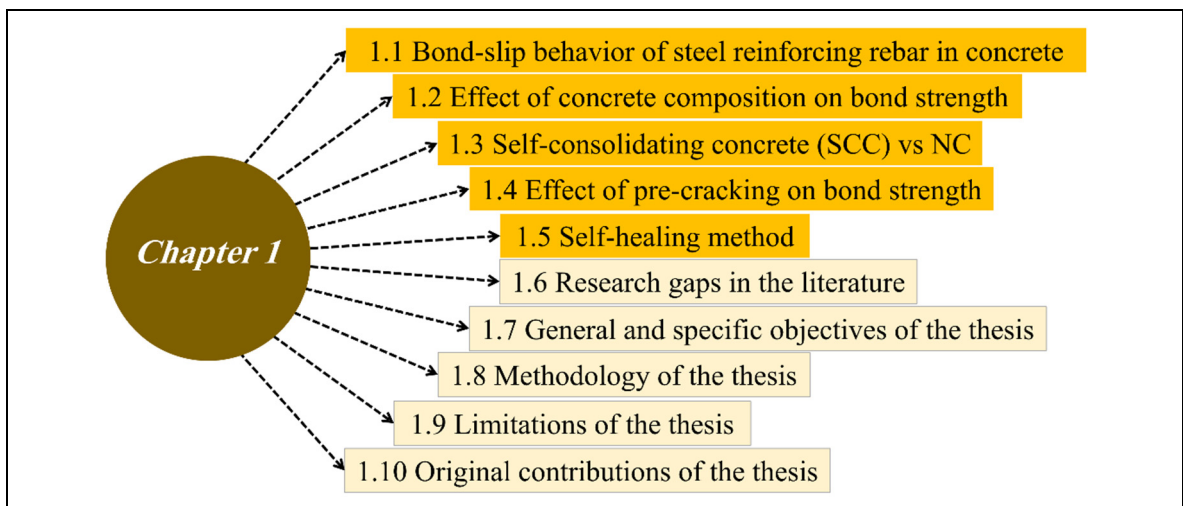 1.1 Bond-slip behavior of steel reinforcing rebar in concrete
1.2 Effect of concrete composition on bond strength
1.3 Self-consolidating concrete (SCC) vs NC
1.4 Effect of pre-cracking on bond strength
1.5 Self-healing method
Chapter 1
1.6 Research gaps in the literature
1.7 General and specific objectives of the thesis
1.8 Methodology of the thesis
1.9 Limitations of the thesis
1.10 Original contributions of the thesis